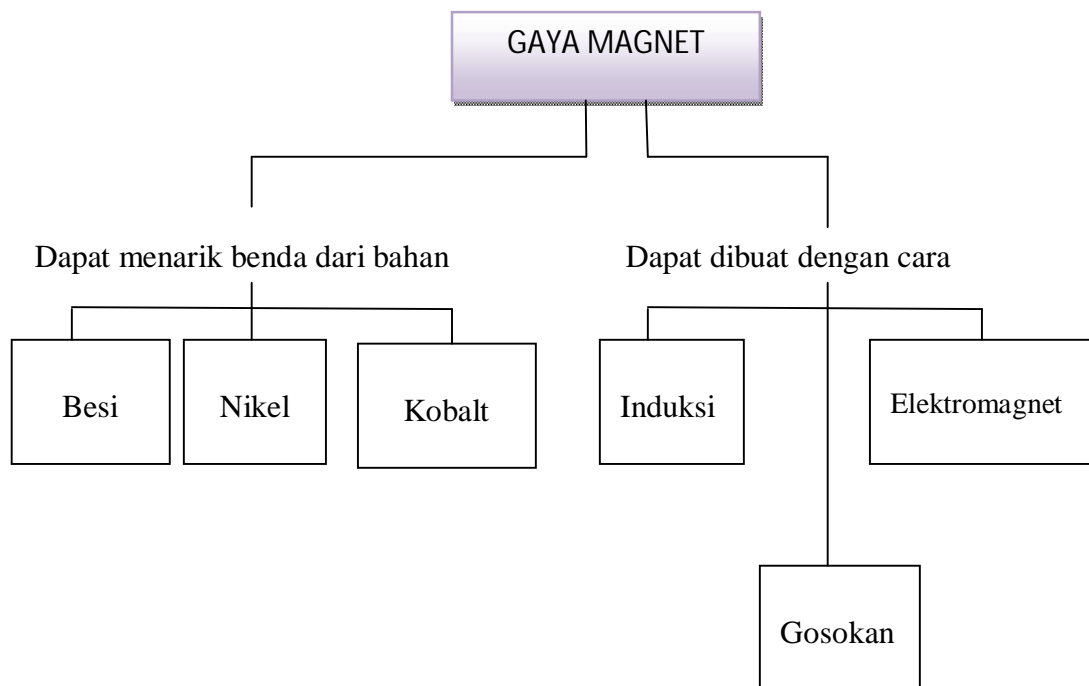 GAYA MAGNET
Dapat menarik benda dari bahan
Dapat dibuat dengan cara
Besi
Nikel
Kobalt
Induksi
Elektromagnet
Gosokan